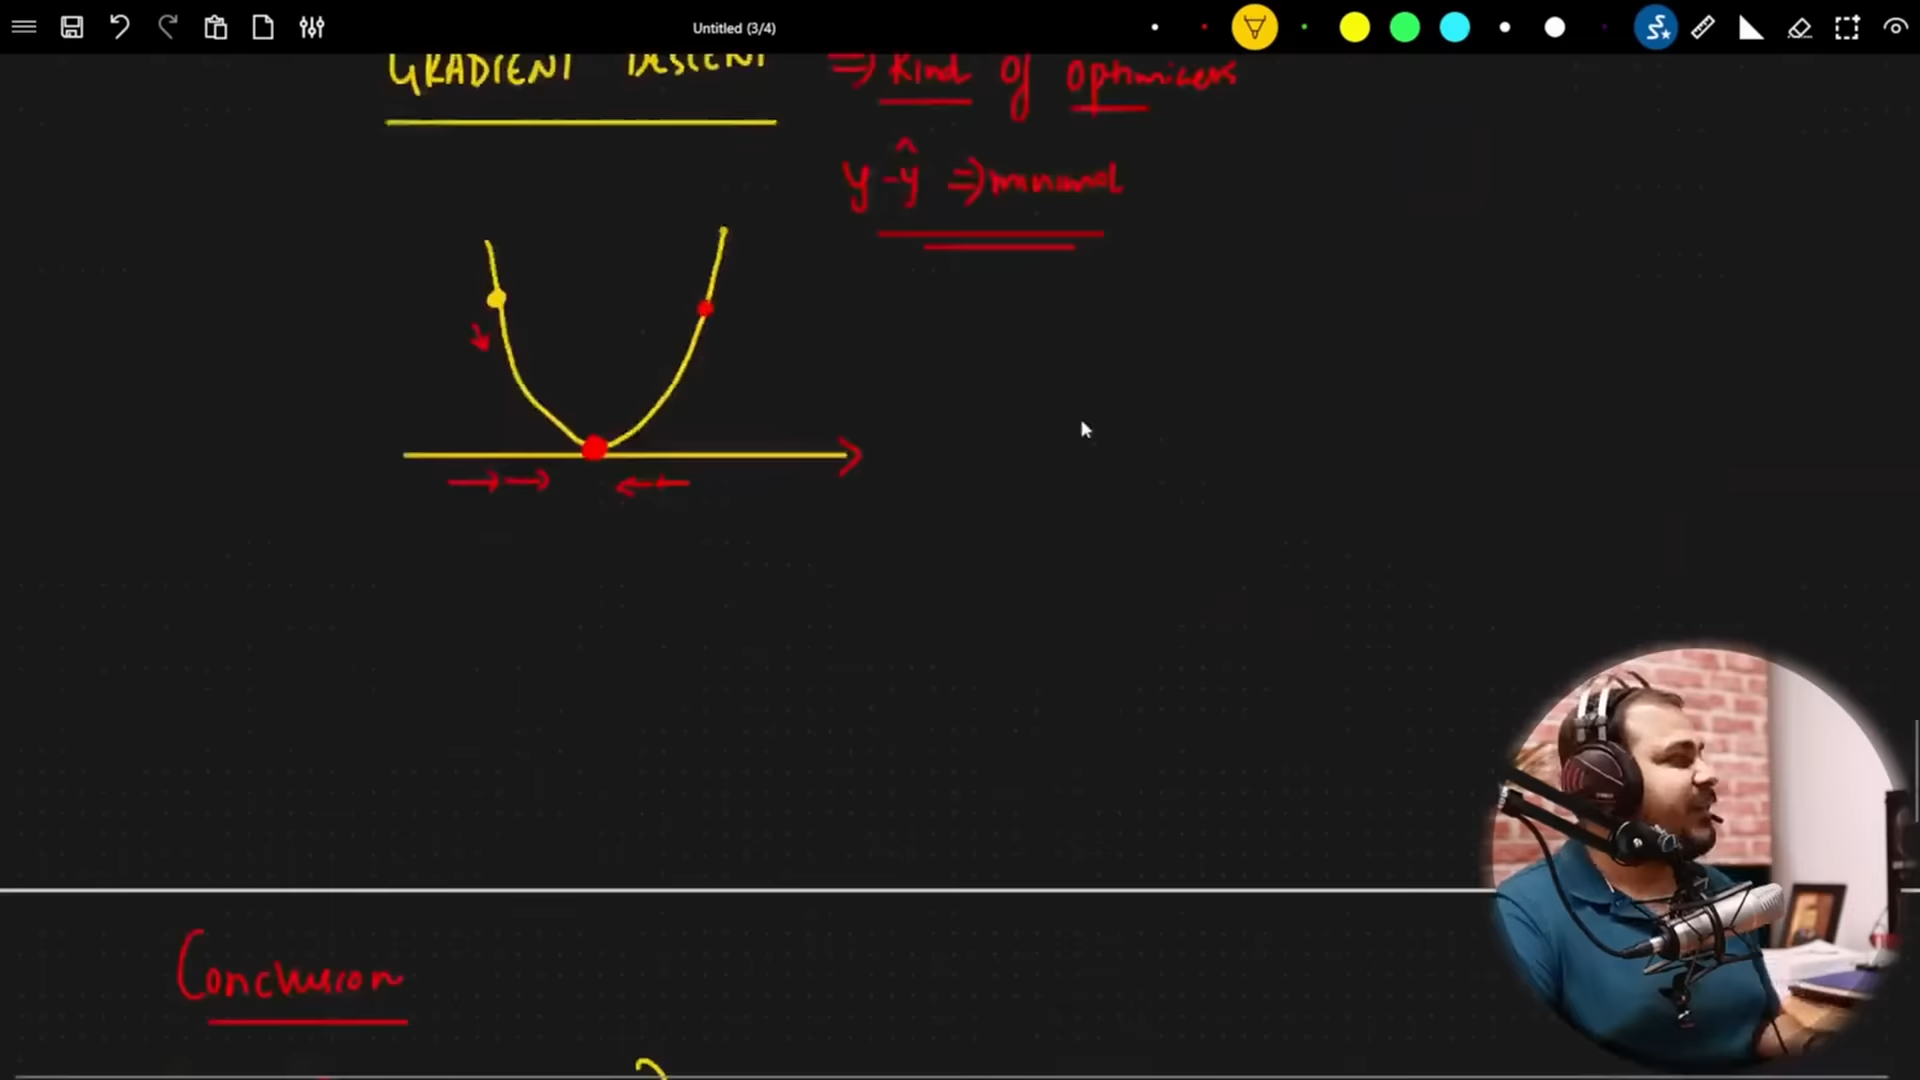 Untitled (3/4)
GRADIENT DESCENT ⇒ Kind of Optimizers
y - ŷ ⇒ minimal
Conclusion